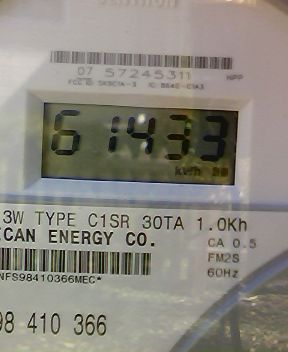 07 57245311 HPP
61433
kWh
3W TYPE C1SR 30TA 1.0Kh
CAN ENERGY CO.
CA 0.5
FM2S
60Hz
NFS98410366MEC*
98 410 366